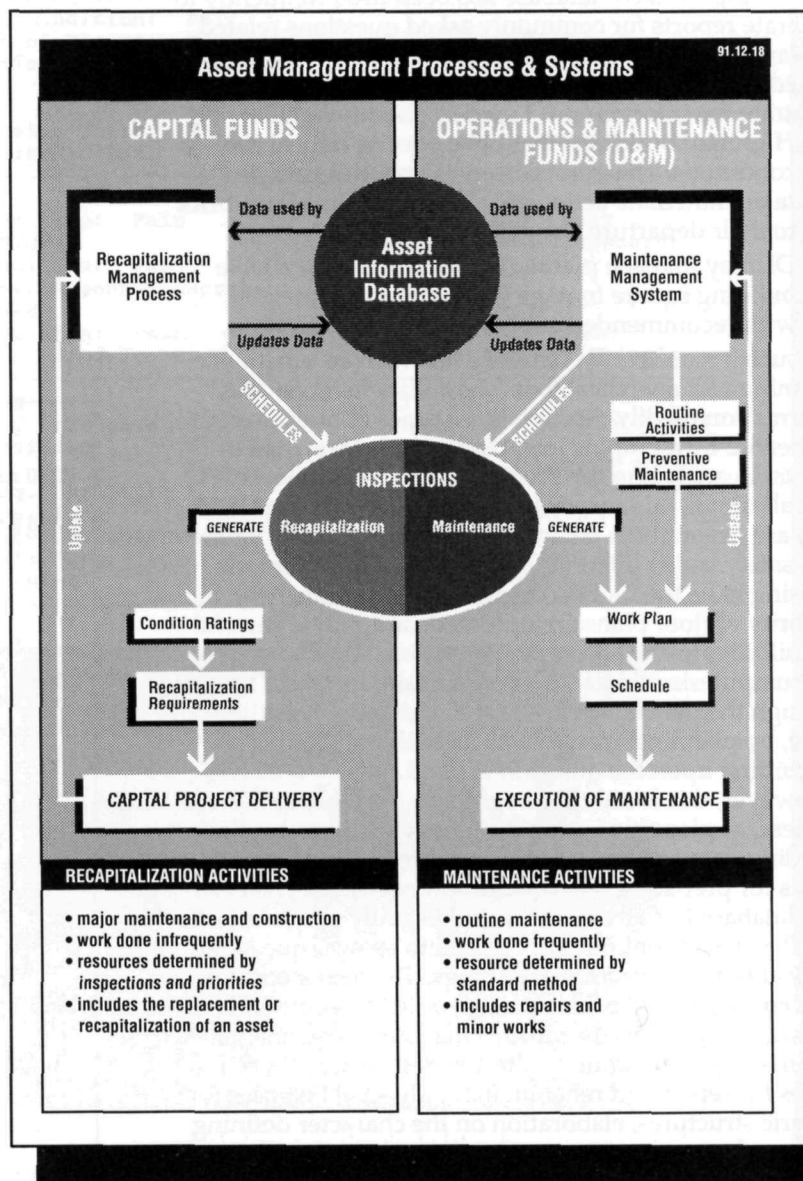 91.12.18
Asset Management Processes & Systems
CAPITAL FUNDS
OPERATIONS & MAINTENANCE
FUNDS (O&M)
Data used by
Data used by
Recapitalization
Management
Process
Asset
Information
Database
Maintenance
Management
System
Updates Data
Updates Data
SCHEDULES
SCHEDULES
Routine
Activities
Preventive
Maintenance
INSPECTIONS
Recapitalization
Maintenance
GENERATE
GENERATE
Update
Update
Condition Ratings
Work Plan
Recapitalization
Requirements
Schedule
CAPITAL PROJECT DELIVERY
EXECUTION OF MAINTENANCE
RECAPITALIZATION ACTIVITIES
• major maintenance and construction
• work done infrequently
• resources determined by
inspections and priorities
• includes the replacement or
recapitalization of an asset
MAINTENANCE ACTIVITIES
• routine maintenance
• work done frequently
• resource determined by
standard method
• includes repairs and
minor works